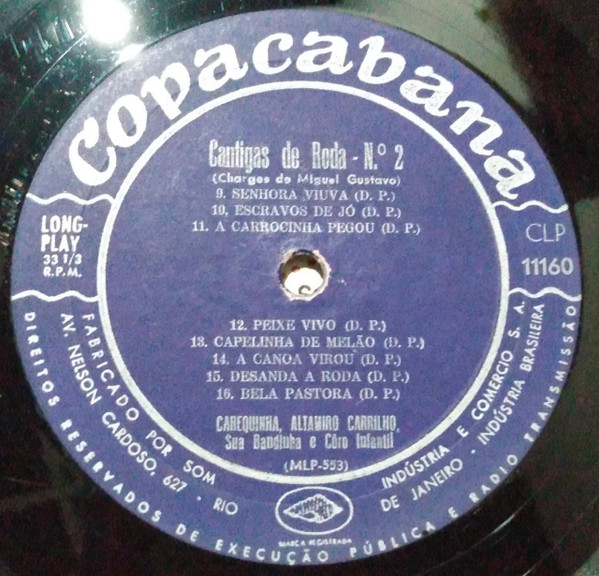 Copacabana
Cantigas de Roda - N.º 2
(Charges de Miguel Gustavo)
9. SENHORA VIUVA (D. P.)
10. ESCRAVOS DE JÓ (D. P.)
11. A CARROCINHA PEGOU (D. P.)
LONG-
PLAY
33 1/3
R.P.M.
CLP
11160
12. PEIXE VIVO (D. P.)
13. CAPELINHA DE MELÃO (D. P.)
14. A CANOA VIROU (D. P.)
15. DESANDA A RODA (D. P.)
16. BELA PASTORA (D. P.)
CAREQUINHA, ALTAMIRO CARRILHO,
Sua Bandinha e Côro Infantil
(MLP-553)
FABRICADO POR SOM INDÚSTRIA E COMERCIO S. A.
AV. NELSON CARDOSO, 627 - RIO DE JANEIRO - INDÚSTRIA BRASILEIRA
MARCA REGISTRADA
DIREITOS RESERVADOS DE EXECUÇÃO PÚBLICA E RADIO TRANSMISSÃO